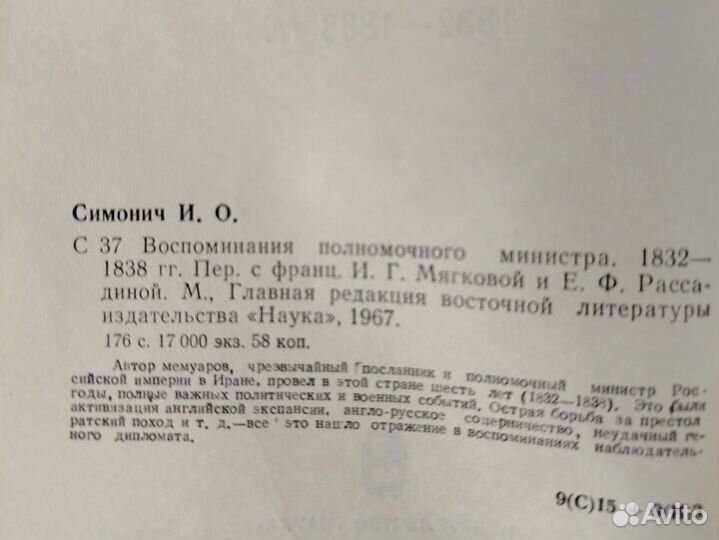 1832—1838 гг.
Симонич И. О.
С 37 Воспоминания полномочного министра. 1832—
1838 гг. Пер. с франц. И. Г. Мягковой и Е. Ф. Расса-
диной. М., Главная редакция восточной литературы
издательства «Наука», 1967.
176 с. 17 000 экз. 58 коп.
Автор мемуаров, чрезвычайный посланник и полномочный министр Рос-
сийской империи в Иране, провел в этой стране шесть лет (1832—1838). Это были
годы, полные важных политических и военных событий. Острая борьба за престол
активизация английской экспансии, англо-русское соперничество, неудачный ге-
ратский поход и т. д.—все это нашло отражение в воспоминаниях наблюдатель-
ного дипломата.
9(С)15
Avito